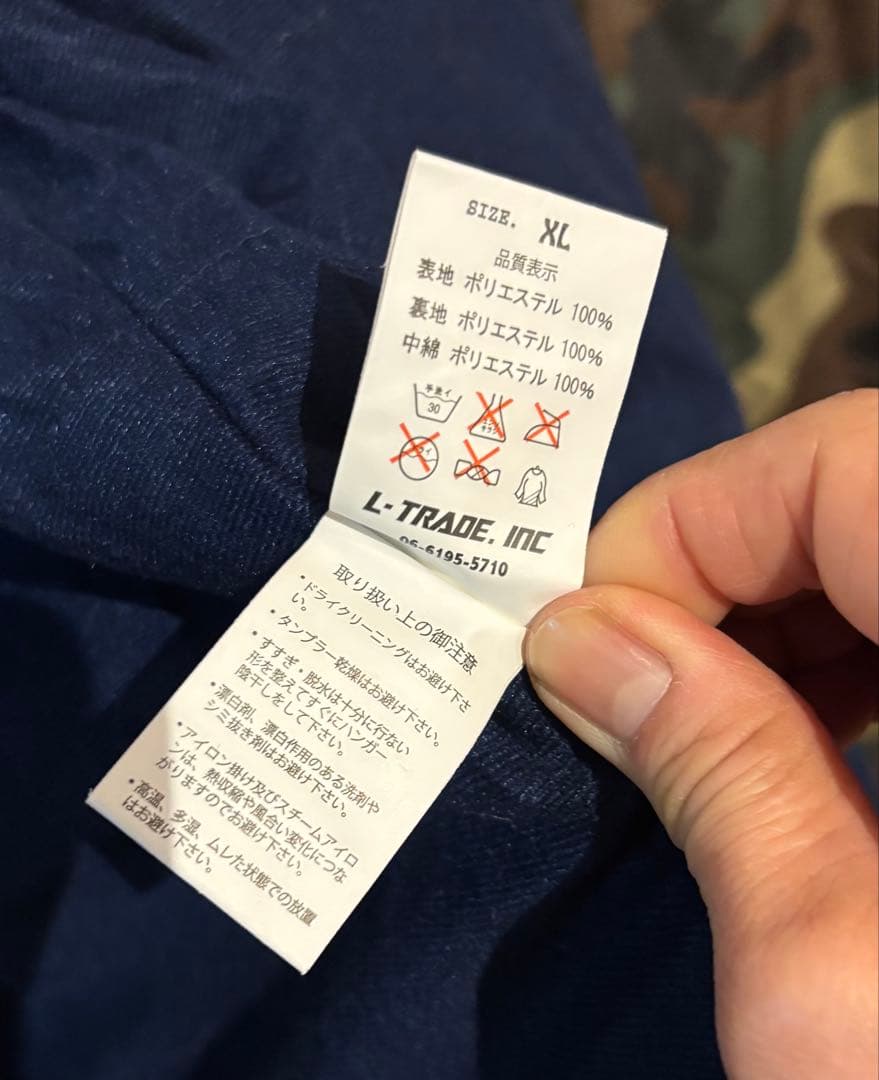 SIZE. XL
品質表示
表地 ポリエステル 100%
裏地 ポリエステル 100%
中綿 ポリエステル 100%
手洗イ
30
L-TRADE. INC
06-6195-5710
取り扱い上の御注意
・ドライクリーニングはお避け下さ
い。
・タンブラー乾燥はお避け下さい。
・すすぎ・脱水は十分に行ない
形を整えてすぐにハンガー
陰干しをして下さい。
・漂白剤、漂白作用のある洗剤や
シミ抜き剤はお避け下さい。
・アイロン掛け及びスチームアイロ
ンは、熱収縮や風合い変化につな
がりますのでお避け下さい。
・高温、多湿、ムレた状態での放置
はお避け下さい。